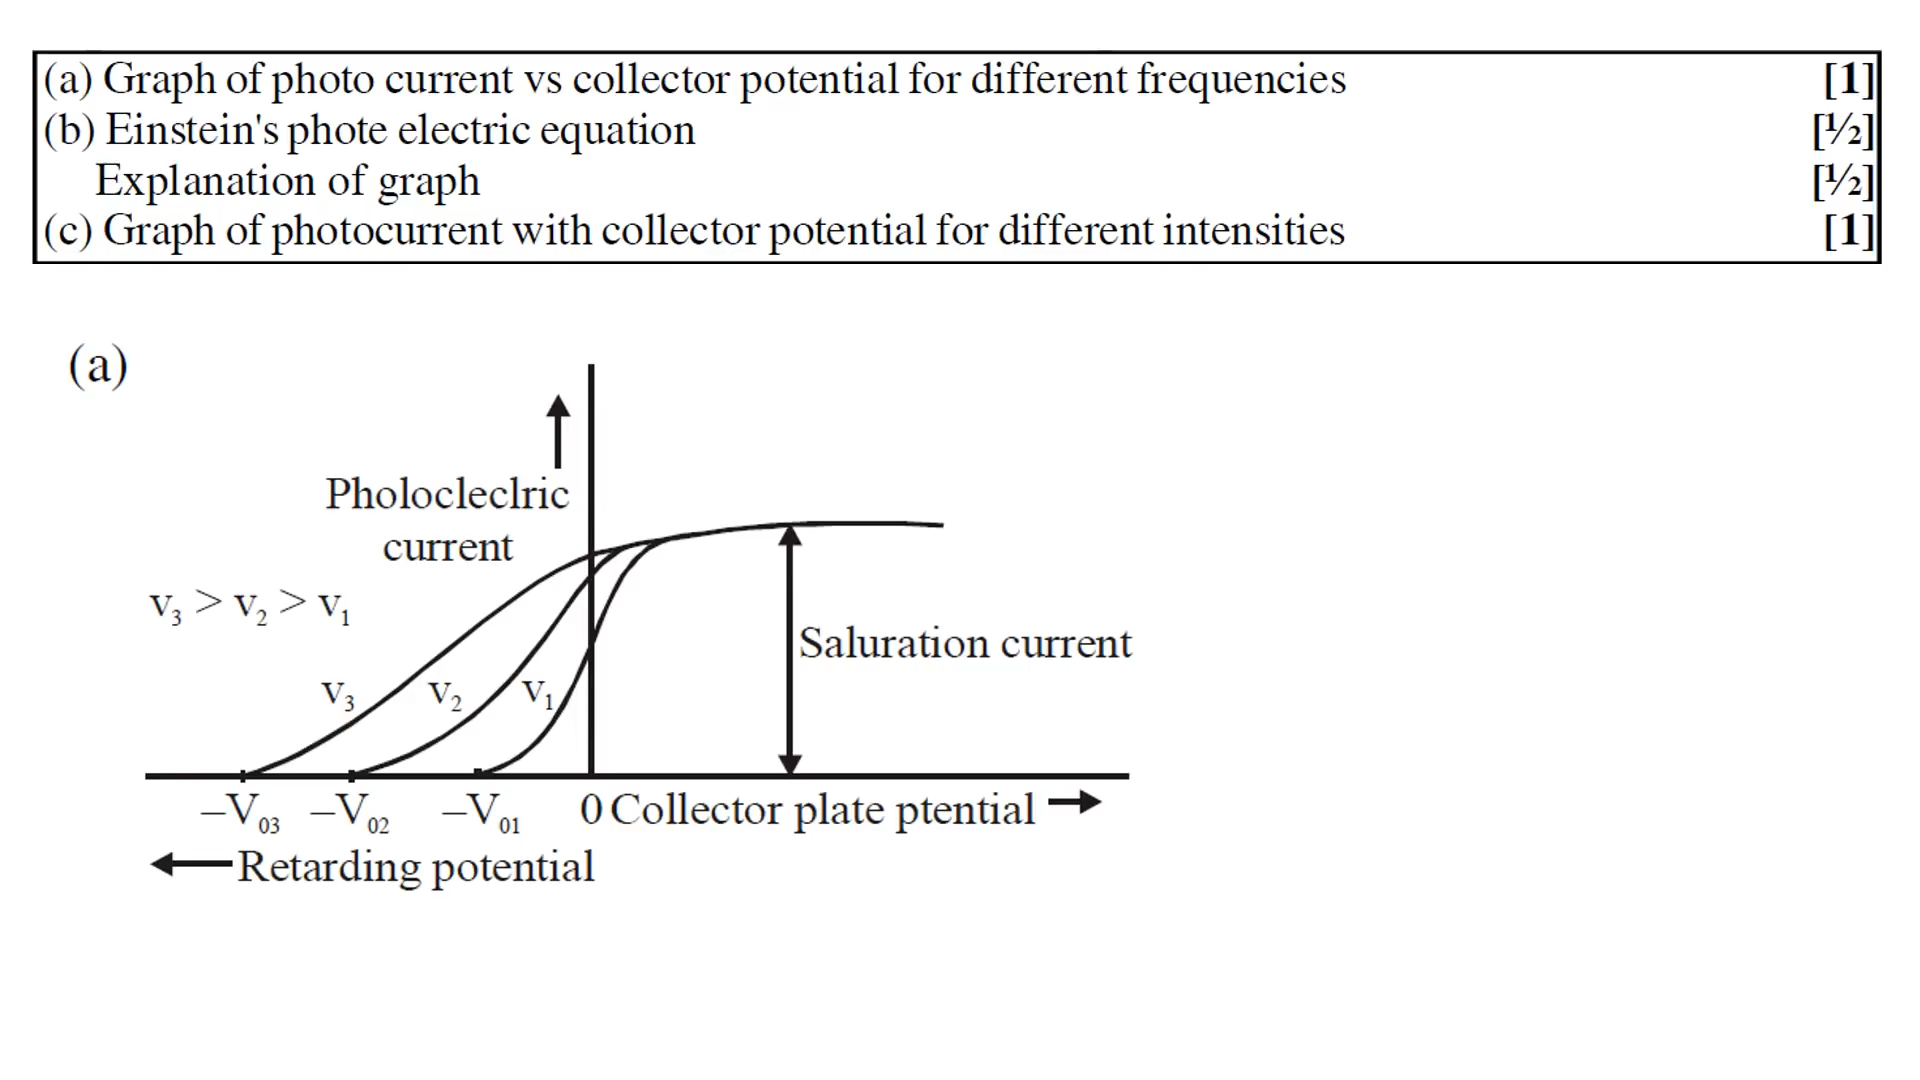 (a) Graph of photo current vs collector potential for different frequencies [1]
(b) Einstein's phote electric equation [½]
Explanation of graph [½]
(c) Graph of photocurrent with collector potential for different intensities [1]
(a)
Pholocleclric
current
v₃ > v₂ > v₁
Saluration current
v₃ v₂ v₁
–V₀₃ –V₀₂ –V₀₁ 0 Collector plate ptential
Retarding potential